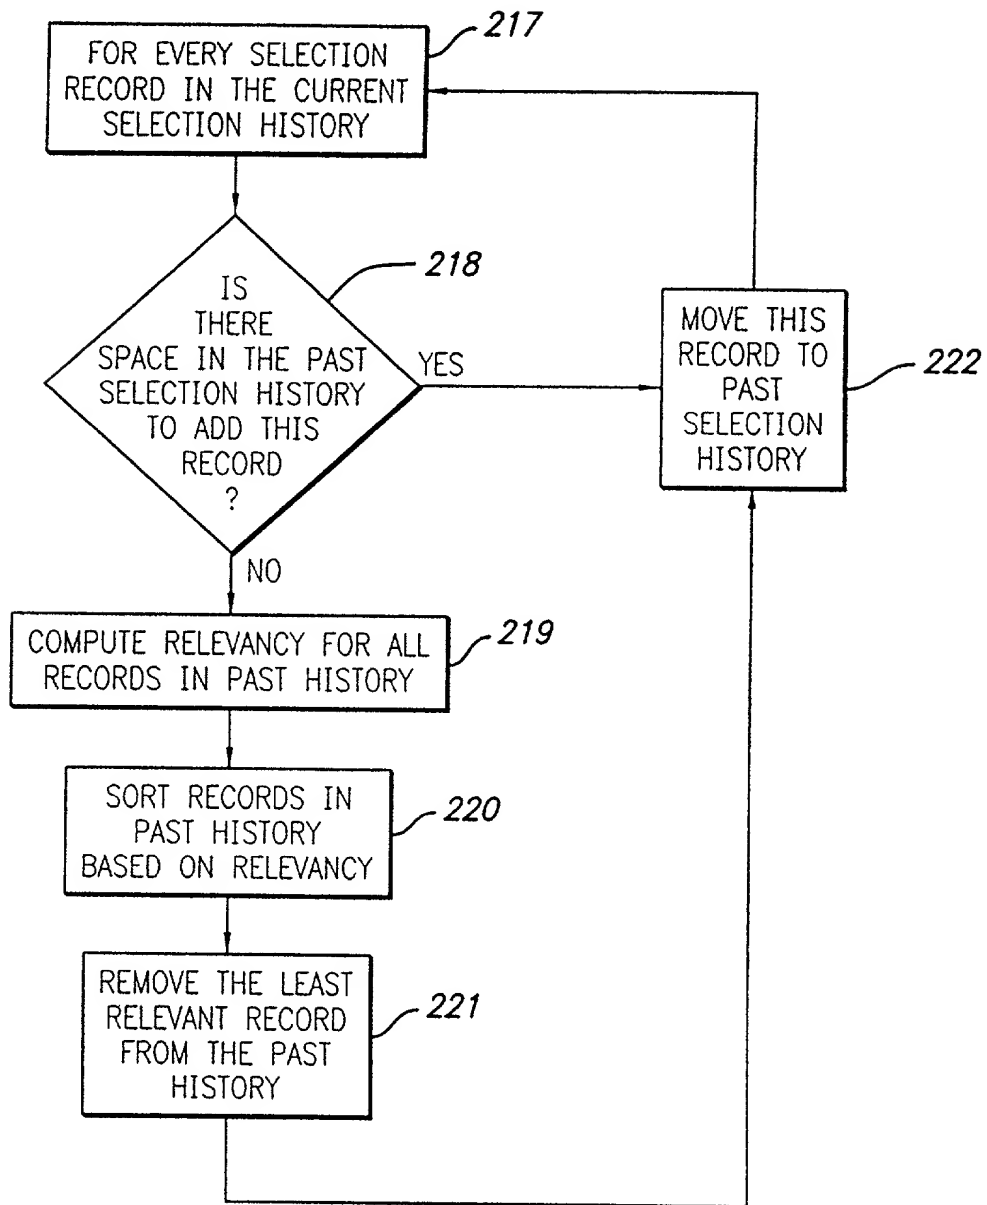 217
FOR EVERY SELECTION
RECORD IN THE CURRENT
SELECTION HISTORY
218
IS
THERE
SPACE IN THE PAST
SELECTION HISTORY
TO ADD THIS
RECORD
?
YES
MOVE THIS
RECORD TO
PAST
SELECTION
HISTORY
222
NO
COMPUTE RELEVANCY FOR ALL
RECORDS IN PAST HISTORY
219
SORT RECORDS IN
PAST HISTORY
BASED ON RELEVANCY
220
REMOVE THE LEAST
RELEVANT RECORD
FROM THE PAST
HISTORY
221